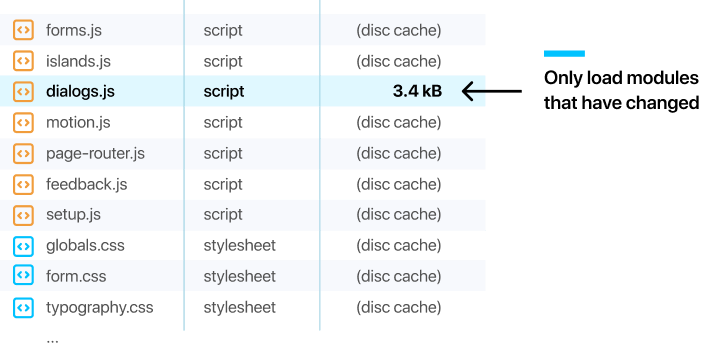 forms.js script (disc cache)
islands.js script (disc cache)
dialogs.js script 3.4 kB
Only load modules
that have changed
motion.js script (disc cache)
page-router.js script (disc cache)
feedback.js script (disc cache)
setup.js script (disc cache)
globals.css stylesheet (disc cache)
form.css stylesheet (disc cache)
typography.css stylesheet (disc cache)
...